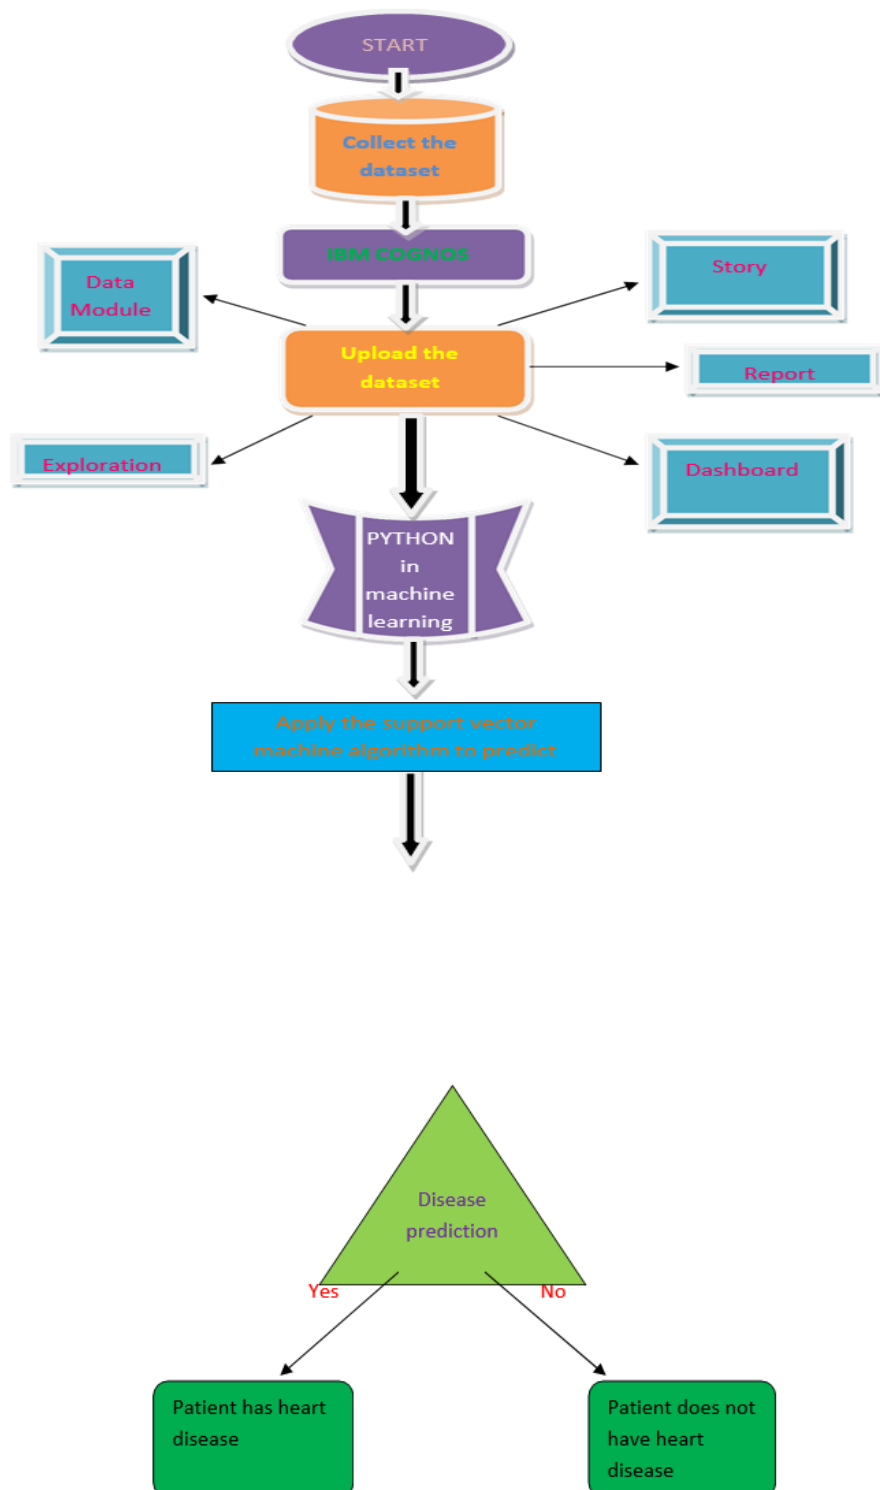 START
Collect the
dataset
IBM COGNOS
Data
Module
Story
Upload the
dataset
Report
Exploration
Dashboard
PYTHON
in
machine
learning
Apply the support vector
machine algorithm to predict
Disease
prediction
Yes
No
Patient has heart
disease
Patient does not
have heart
disease